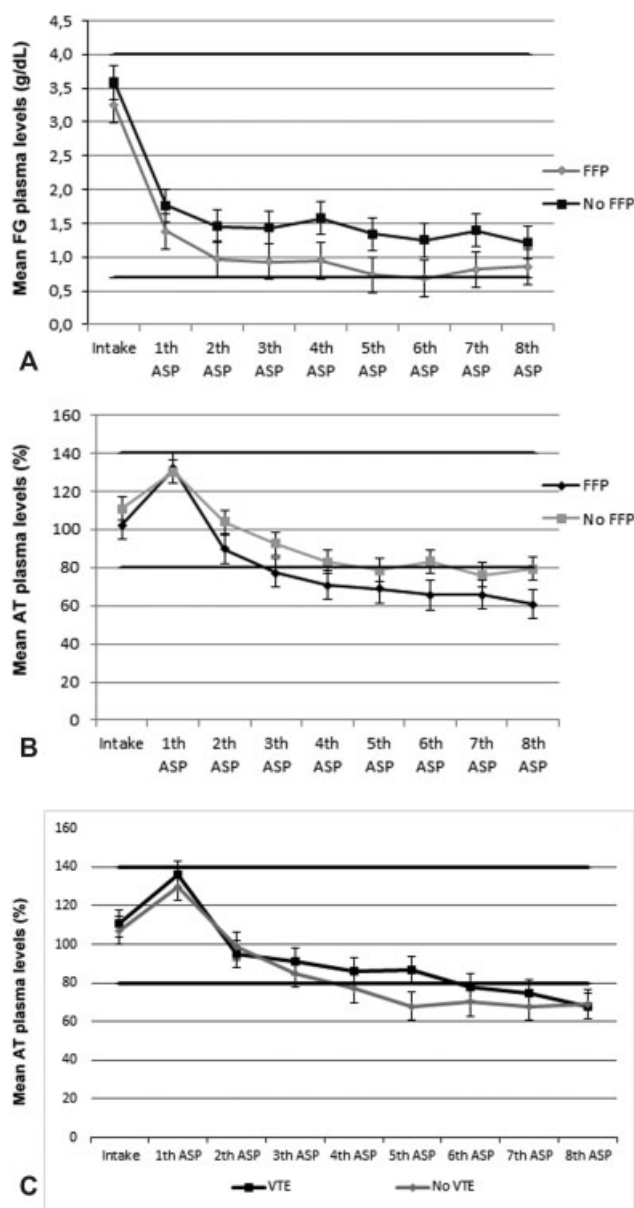 Mean FG plasma levels (g/dL)
4,5
4,0
3,5
3,0
2,5
2,0
1,5
1,0
0,5
0,0
FFP
No FFP
Intake 1th 2th 3th 4th 5th 6th 7th 8th
ASP ASP ASP ASP ASP ASP ASP ASP
A
Mean AT plasma levels (%)
160
140
120
100
80
60
40
20
0
FFP
No FFP
Intake 1th 2th 3th 4th 5th 6th 7th 8th
ASP ASP ASP ASP ASP ASP ASP ASP
B
Mean AT plasma levels (%)
160
140
120
100
80
60
40
20
0
Intake 1th ASP 2th ASP 3th ASP 4th ASP 5th ASP 6th ASP 7th ASP 8th ASP
VTE No VTE
C